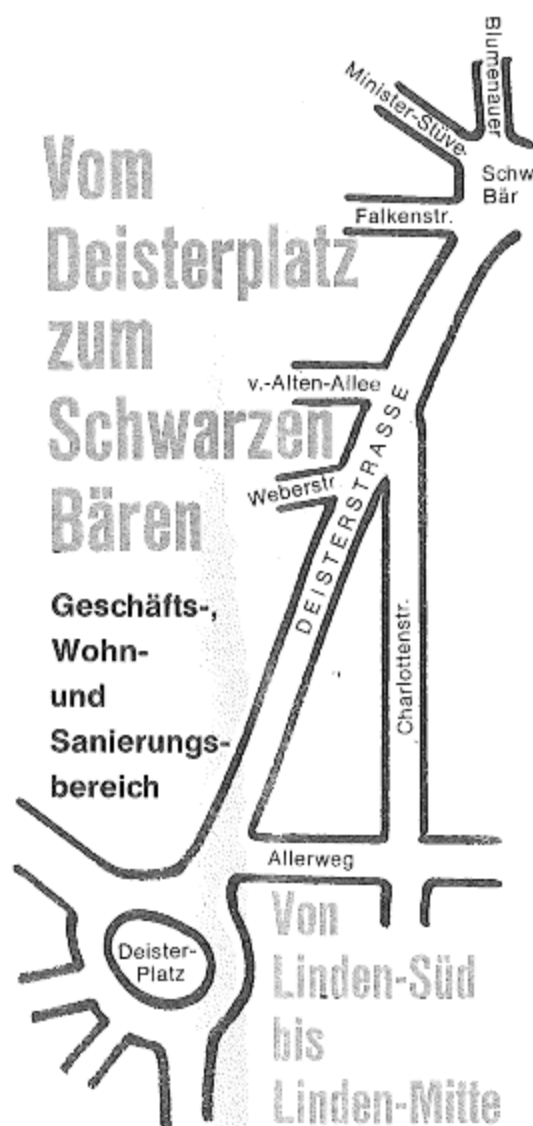 Blumenauer
Minister-Stüve-
Schw
Bär
Falkenstr.
Vom
Deisterplatz
zum
Schwarzen
Bären
v.-Alten-Allee
Weberstr.
DEISTERSTRASSE
Charlottenstr.
Geschäfts-,
Wohn-
und
Sanierungs-
bereich
Allerweg
Deister-
Platz
Von
Linden-Süd
bis
Linden-Mitte